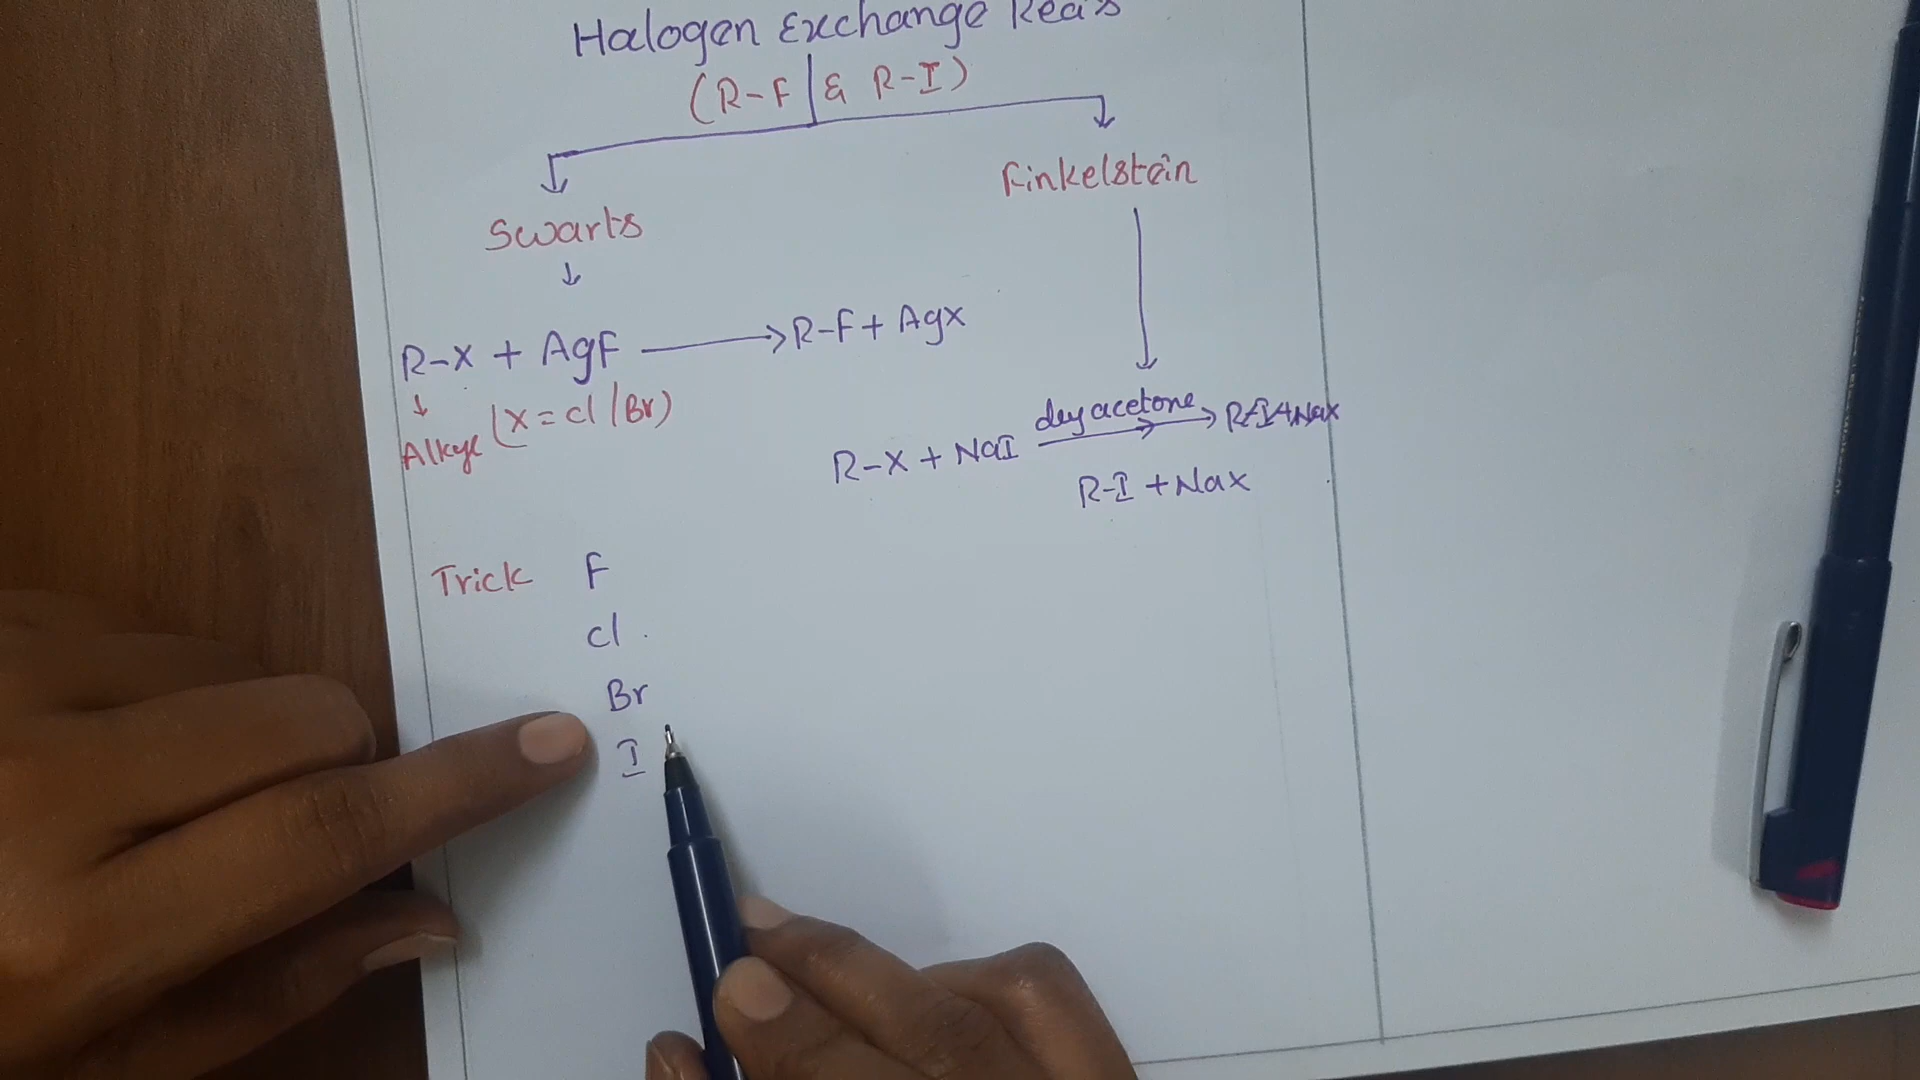 Halogen Exchange Rea's
(R-F & R-I)
Finkelstein
Swarts
R-X + AgF → R-F + AgX
Alkyl (X = Cl / Br)
dry acetone
R-X + NaI → R-I + NaX
R-I + NaX
Trick F
Cl
Br
I